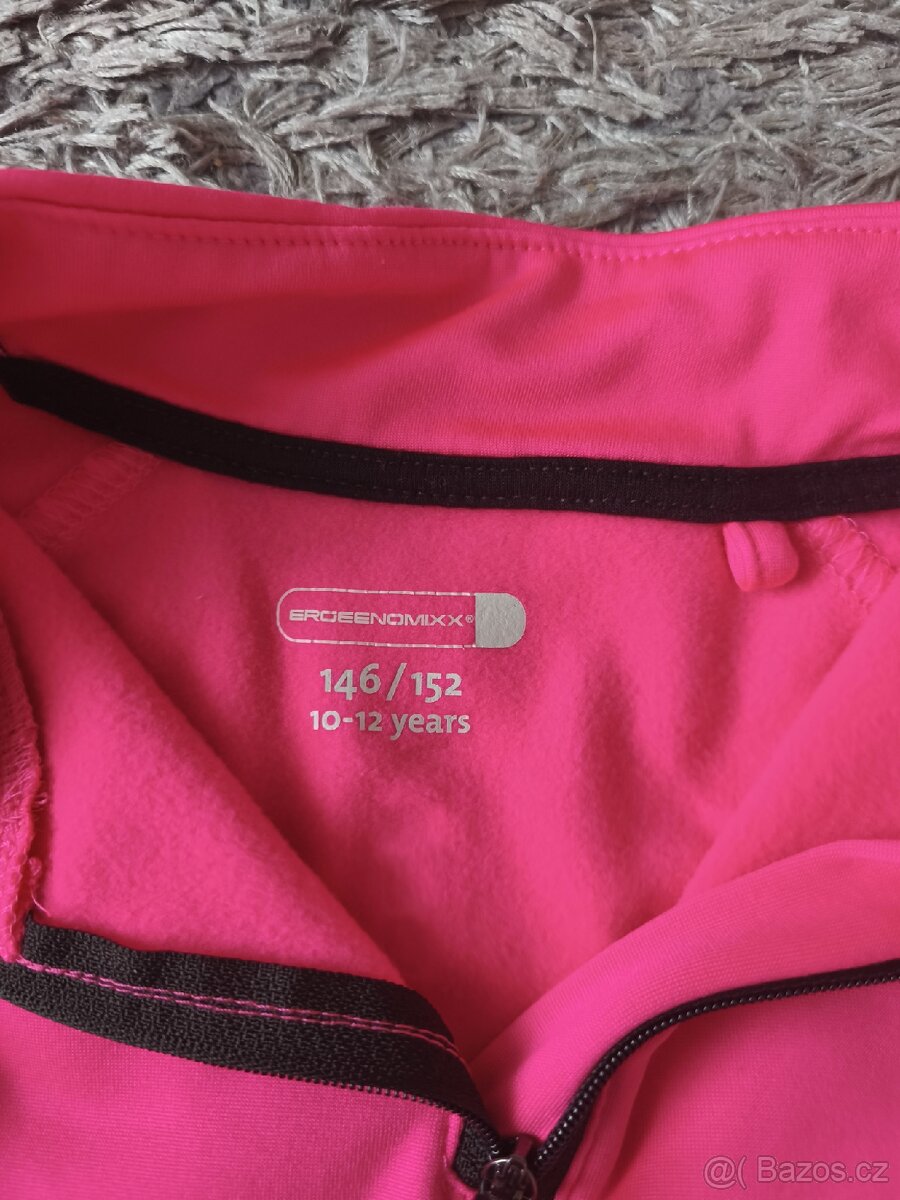 ERGEENOMIXX®
146/152
10-12 years
@( Bazos.cz